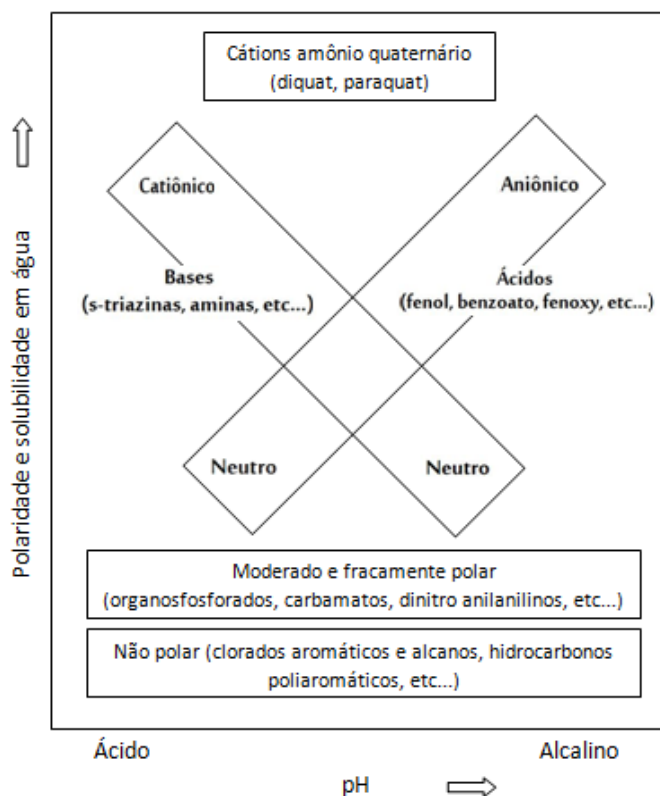 Cátions amônio quaternário
(diquat, paraquat)
Catiônico
Aniônico
Bases
(s-triazinas, aminas, etc...)
Ácidos
(fenol, benzoato, fenoxy, etc...)
Neutro
Neutro
Moderado e fracamente polar
(organosfosforados, carbamatos, dinitro anilanilinos, etc...)
Não polar (clorados aromáticos e alcanos, hidrocarbonos
poliaromáticos, etc...)
Polaridade e solubilidade em água
Ácido
Alcalino
pH